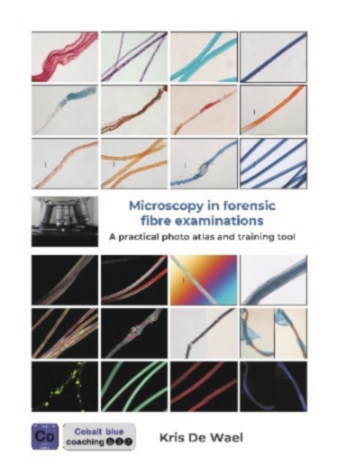 Microscopy in forensic
fibre examinations
A practical photo atlas and training tool
Co
Cobalt blue
coaching
Kris De Wael